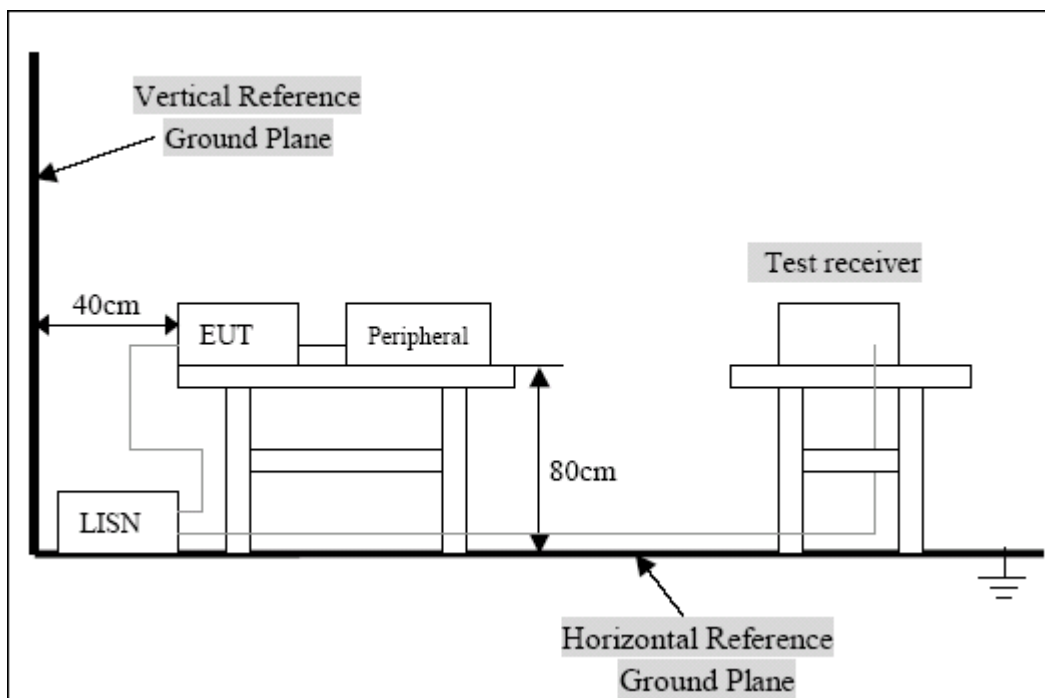 Vertical Reference
Ground Plane
Test receiver
40cm
EUT
Peripheral
80cm
LISN
Horizontal Reference
Ground Plane